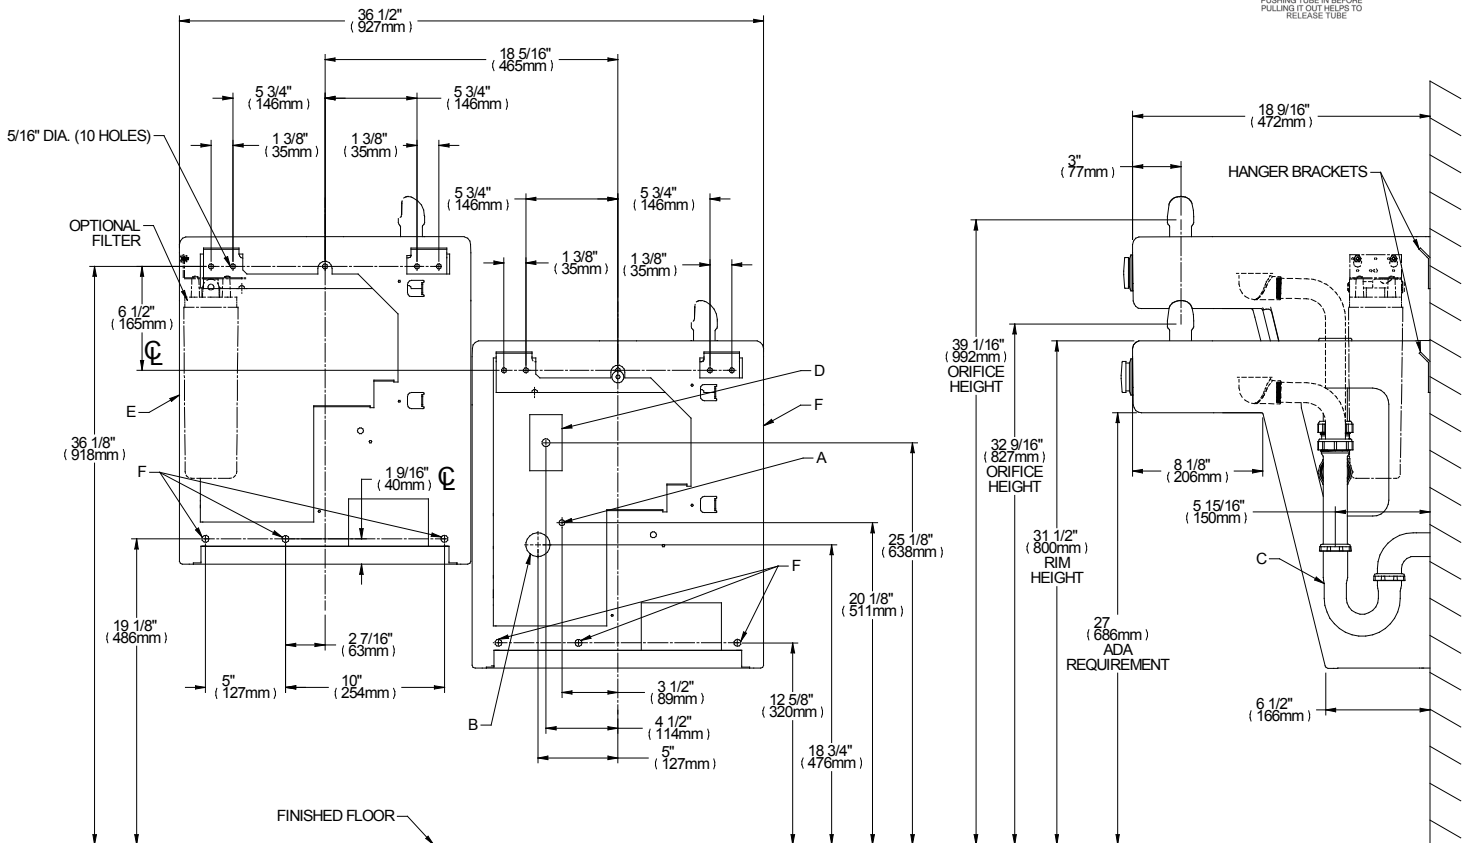 PUSHING TUBE IN BEFORE
PULLING IT OUT HELPS TO
RELEASE TUBE
36 1/2"
(927mm)
18 5/16"
(465mm)
5 3/4"
(146mm)
5 3/4"
(146mm)
5/16" DIA. (10 HOLES)
1 3/8"
(35mm)
1 3/8"
(35mm)
5 3/4"
(146mm)
5 3/4"
(146mm)
OPTIONAL
FILTER
1 3/8"
(35mm)
1 3/8"
(35mm)
6 1/2"
(165mm)
℄
E
D
F
36 1/8"
(918mm)
F
1 9/16"
(40mm)
℄
A
25 1/8"
(638mm)
F
20 1/8"
(511mm)
19 1/8"
(486mm)
2 7/16"
(63mm)
5"
(127mm)
10"
(254mm)
B
3 1/2"
(89mm)
4 1/2"
(114mm)
5"
(127mm)
12 5/8"
(320mm)
18 3/4"
(476mm)
FINISHED FLOOR
18 9/16"
(472mm)
3"
(77mm)
HANGER BRACKETS
39 1/16"
(992mm)
ORIFICE
HEIGHT
32 9/16"
(827mm)
ORIFICE
HEIGHT
8 1/8"
(206mm)
5 15/16"
(150mm)
31 1/2"
(800mm)
RIM
HEIGHT
C
27
(686mm)
ADA
REQUIREMENT
6 1/2"
(166mm)